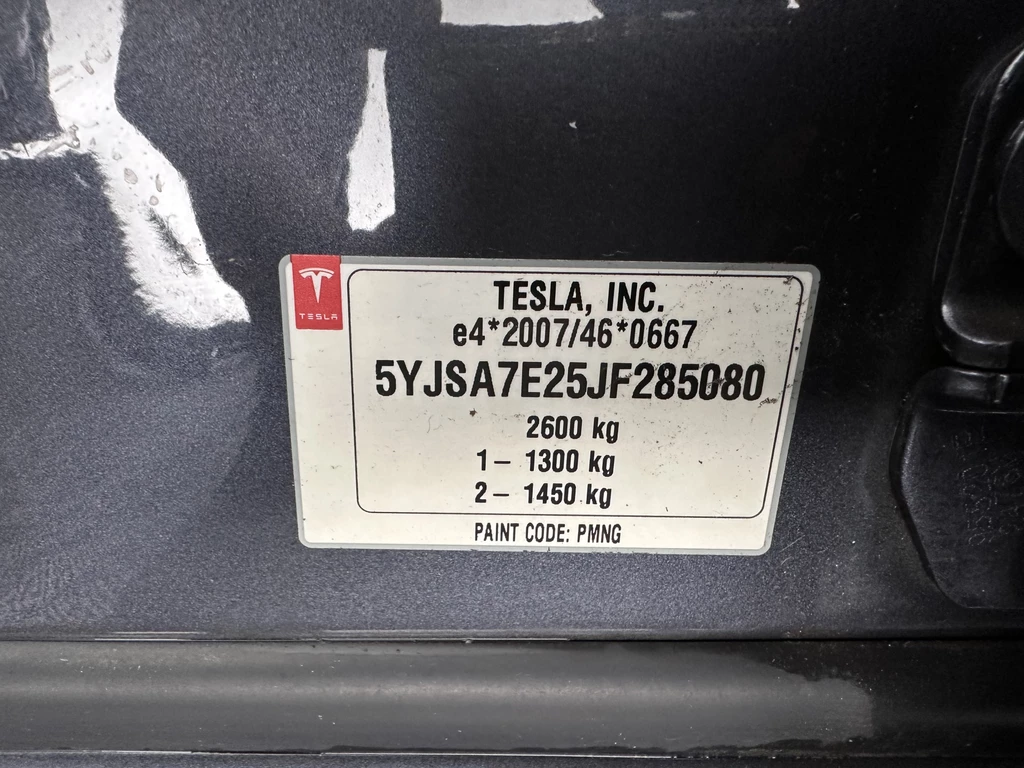 TESLA
TESLA, INC.
e4*2007/46*0667
5YJSA7E25JF285080
2600 kg
1– 1300 kg
2– 1450 kg
PAINT CODE: PMNG